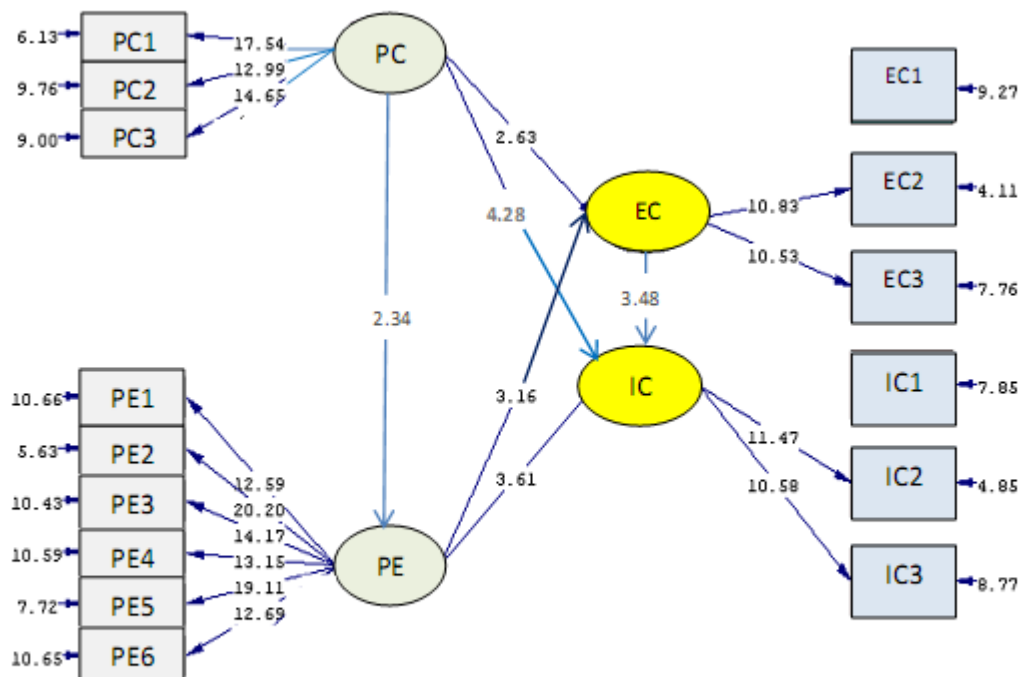 6.13 PC1 17.54 PC
9.76 PC2 12.99
9.00 PC3 14.65
EC1 9.27
2.63
EC2 4.11
EC 10.83
4.28
10.53
EC3 7.76
3.48
2.34
IC1 7.85
IC
10.66 PE1
3.16
11.47
5.63 PE2
IC2 4.85
3.61
10.58
12.59
10.43 PE3
20.20
14.17
10.59 PE4 13.15 PE
IC3 8.77
19.11
7.72 PE5
12.69
10.65 PE6